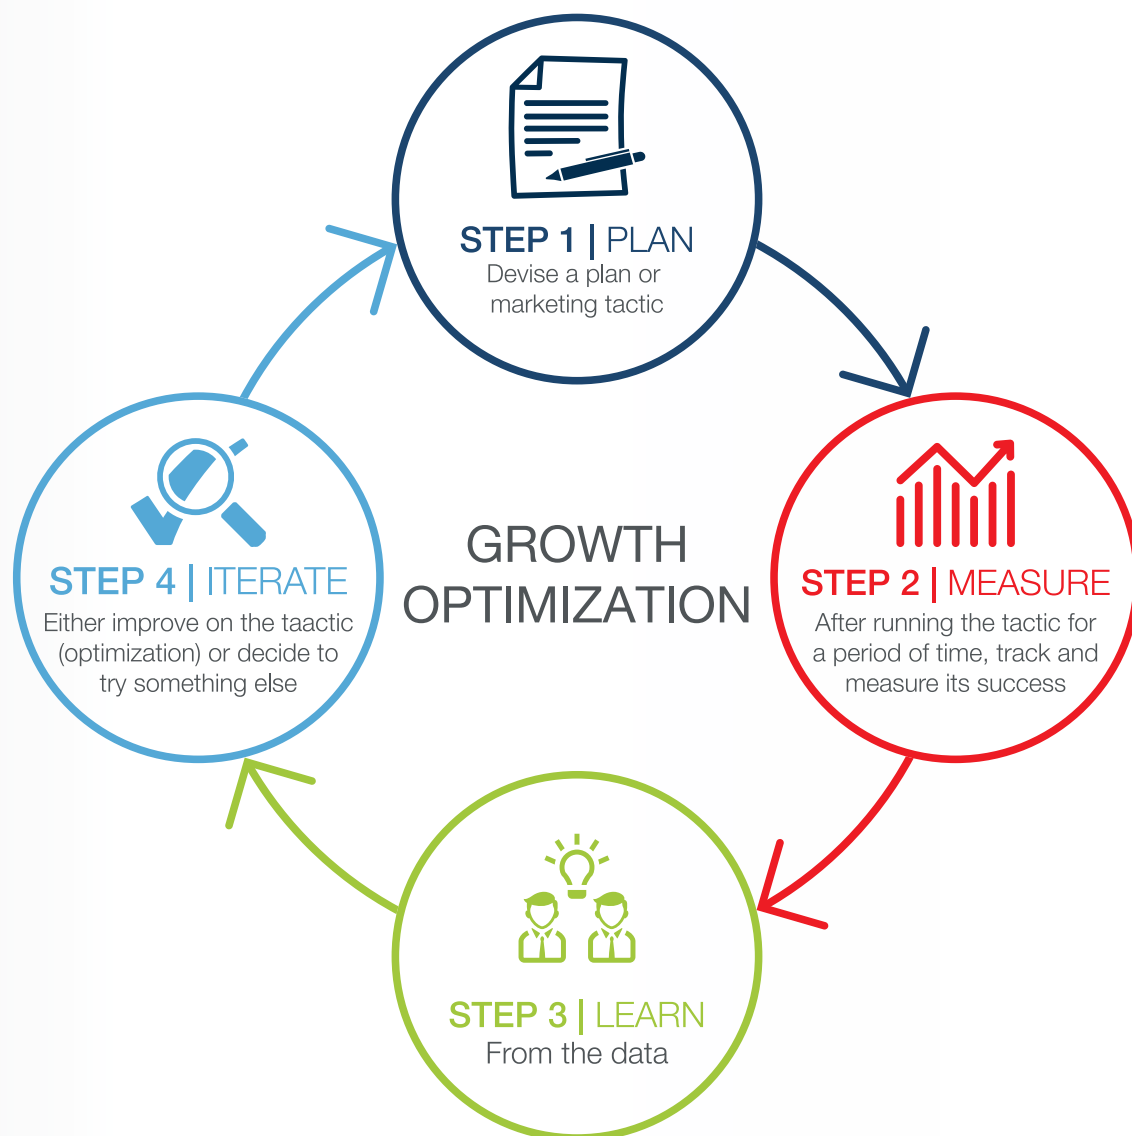 STEP 1 | PLAN
Devise a plan or
marketing tactic
STEP 2 | MEASURE
After running the tactic for
a period of time, track and
measure its success
STEP 3 | LEARN
From the data
STEP 4 | ITERATE
Either improve on the taactic
(optimization) or decide to
try something else
GROWTH
OPTIMIZATION